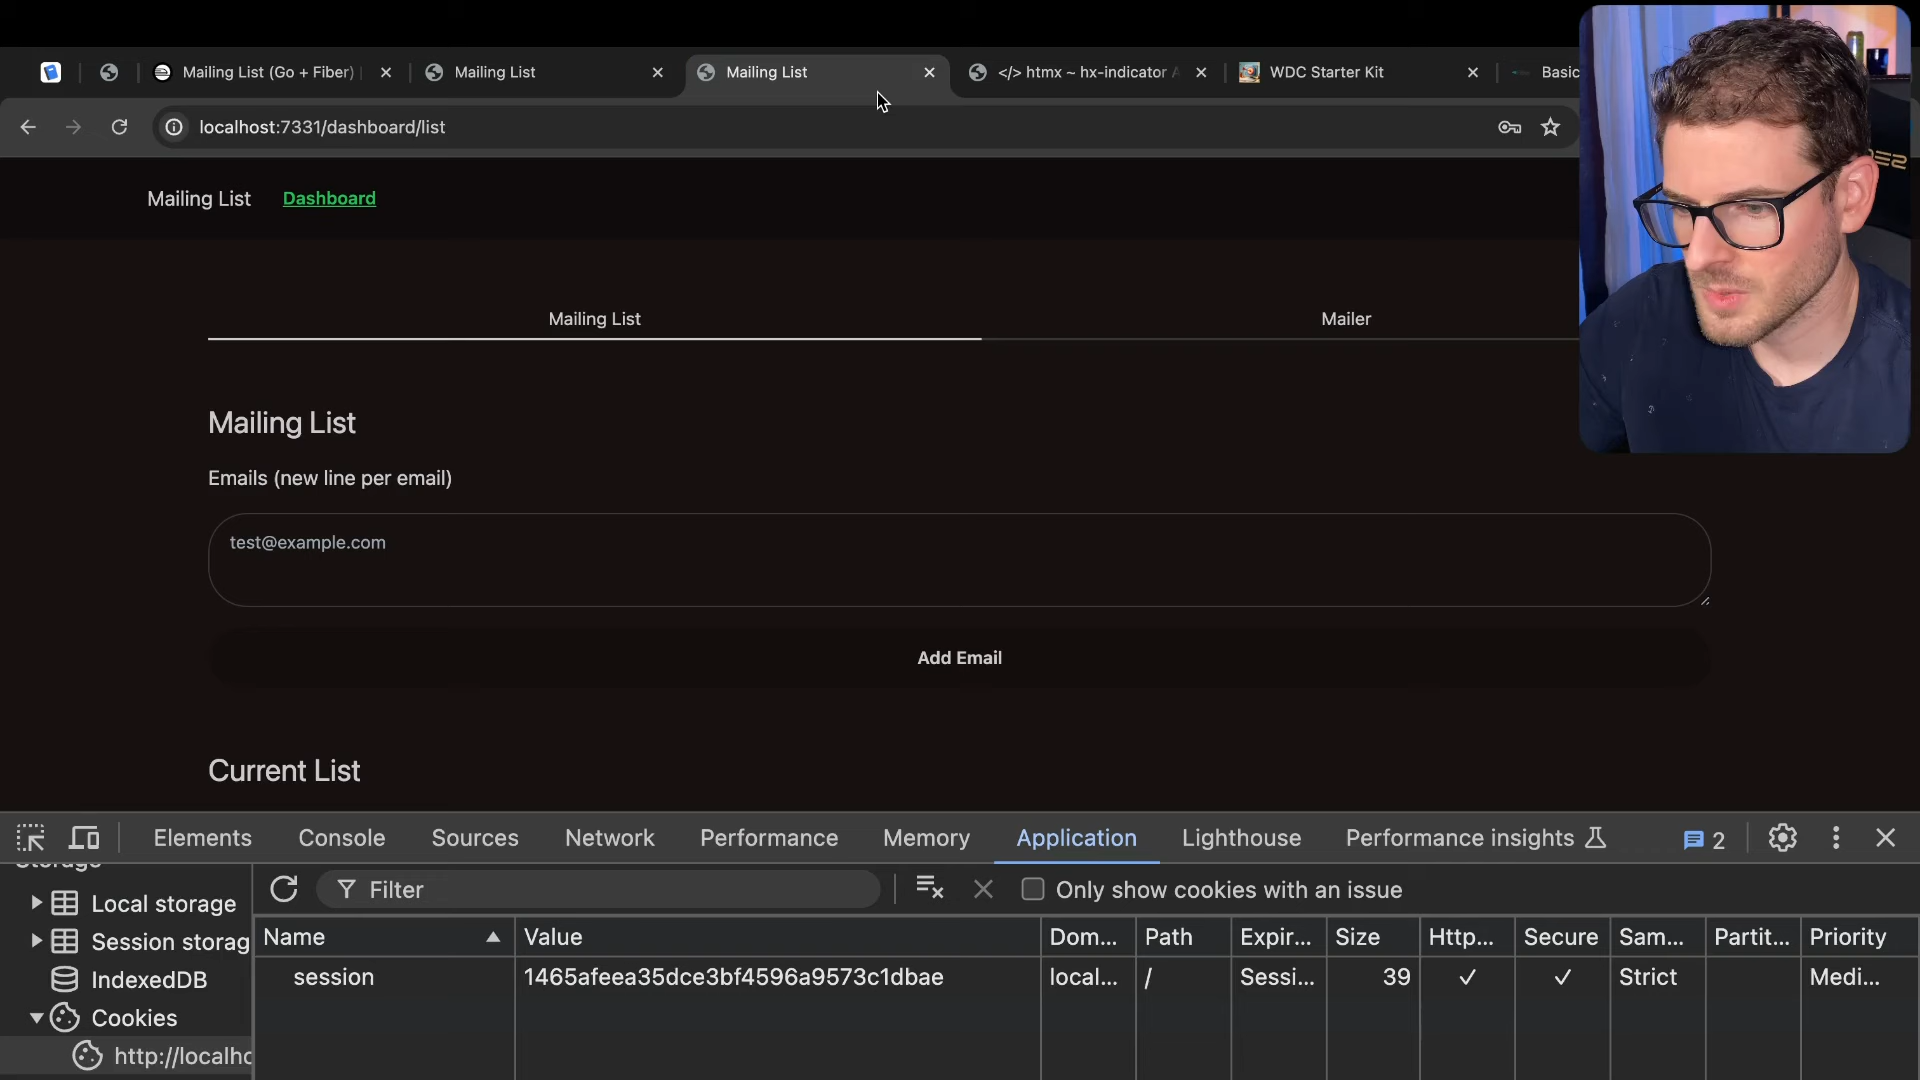 Mailing List (Go + Fiber)
Mailing List
Mailing List
</> htmx ~ hx-indicator
WDC Starter Kit
Basic
localhost:7331/dashboard/list
Mailing List
Dashboard
Mailing List
Mailer
Mailing List
Emails (new line per email)
test@example.com
Add Email
Current List
Elements
Console
Sources
Network
Performance
Memory
Application
Lighthouse
Performance insights
2
Storage
Filter
Only show cookies with an issue
Local storage
Session storag
IndexedDB
Cookies
http://localho
Name
Value
Dom...
Path
Expir...
Size
Http...
Secure
Sam...
Partit...
Priority
session
1465afeea35dce3bf4596a9573c1dbae
local...
/
Sessi...
39
✓
✓
Strict
Medi...